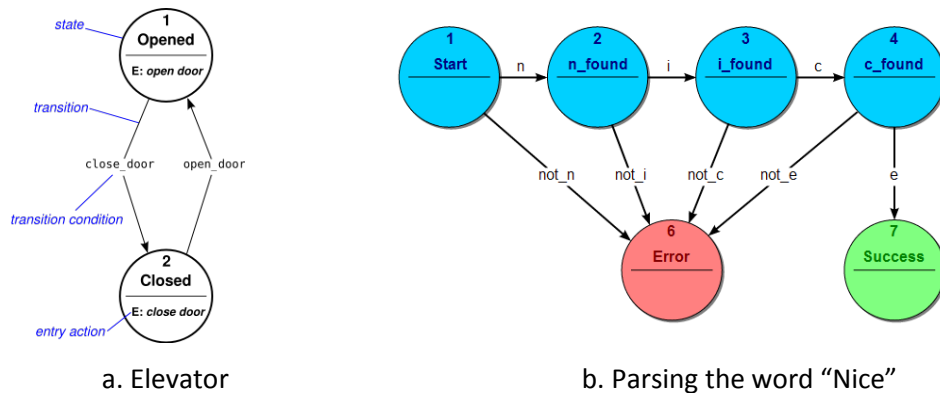 state
1
Opened
E: open door
transition
close_door
open_door
transition condition
2
Closed
E: close door
entry action
a. Elevator
1
Start
n
2
n_found
i
3
i_found
c
4
c_found
not_n
not_i
not_c
not_e
e
6
Error
7
Success
b. Parsing the word “Nice”